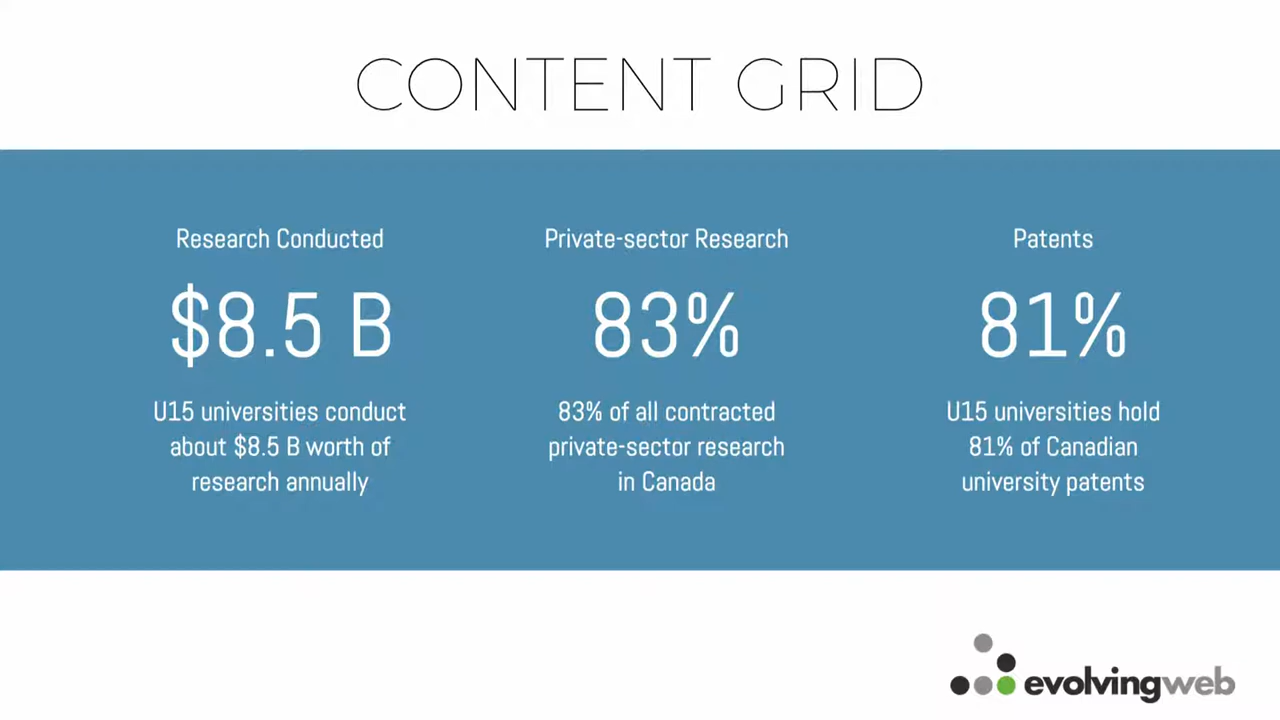 CONTENT GRID
Research Conducted
$8.5 B
U15 universities conduct
about $8.5 B worth of
research annually
Private-sector Research
83%
83% of all contracted
private-sector research
in Canada
Patents
81%
U15 universities hold
81% of Canadian
university patents
evolvingweb